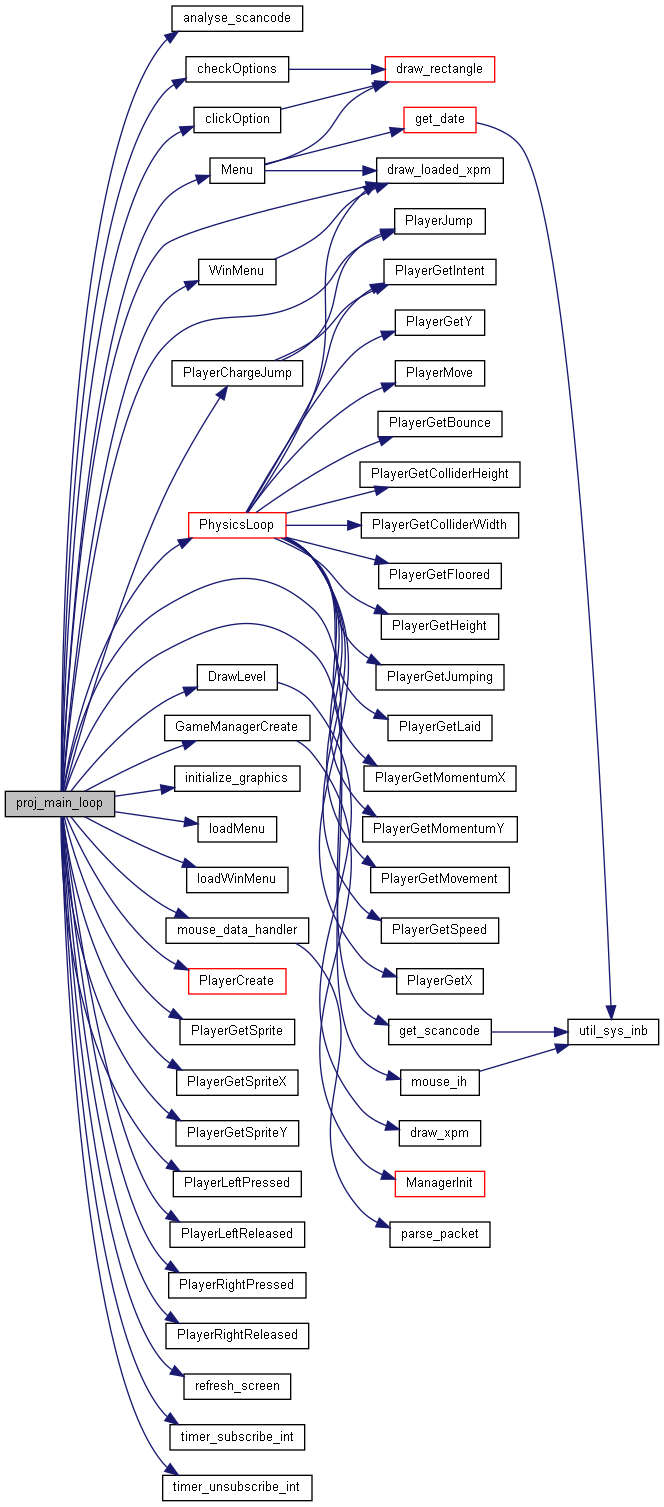 analyse_scancode
checkOptions
draw_rectangle
clickOption
get_date
Menu
draw_loaded_xpm
PlayerJump
WinMenu
PlayerGetIntent
PlayerGetY
PlayerChargeJump
PlayerMove
PlayerGetBounce
PlayerGetColliderHeight
PhysicsLoop
PlayerGetColliderWidth
PlayerGetFloored
PlayerGetHeight
DrawLevel
PlayerGetJumping
GameManagerCreate
PlayerGetLaid
initialize_graphics
PlayerGetMomentumX
proj_main_loop
loadMenu
PlayerGetMomentumY
loadWinMenu
PlayerGetMovement
mouse_data_handler
PlayerGetSpeed
PlayerCreate
PlayerGetX
PlayerGetSprite
get_scancode
util_sys_inb
PlayerGetSpriteX
mouse_ih
PlayerGetSpriteY
draw_xpm
PlayerLeftPressed
ManagerInit
PlayerLeftReleased
parse_packet
PlayerRightPressed
PlayerRightReleased
refresh_screen
timer_subscribe_int
timer_unsubscribe_int